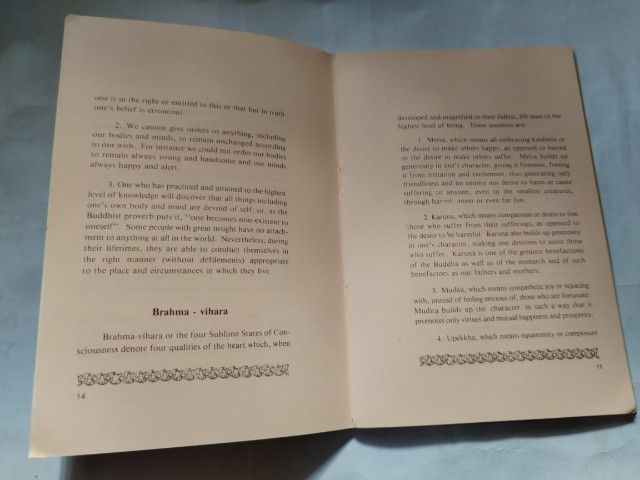 one is in the right or entitled to this or that but in truth
one's belief is erroneous.
2. We cannot give orders to anything, including
our bodies and minds, to remain unchanged according
to our wish. For instance we could not order our bodies
to remain always young and handsome and our minds
always happy and alert.
3. One who has practiced and attained to the highest
level of knowledge will discover that all things including
one's own body and mind are devoid of self; or, as the
Buddhist proverb puts it, "one becomes non-existent to
oneself". Some people with great insight have no attach-
ment to anything at all in the world. Nevertheless, during
their lifetimes, they are able to conduct themselves in
the right manner (without defilements) appropriate
to the place and circumstances in which they live.
Brahma - vihara
Brahma-vihara or the four Sublime States of Con-
sciousness denote four qualities of the heart which, when
14
developed and magnified to their fullest, lift man to the
highest level of being. These qualities are:
1. Metta, which means all-embracing kindness or
the desire to make others happy, as opposed to hatred
or the desire to make others suffer. Metta builds up
generosity in one's character, giving it firmness, freeing
it from irritation and excitement, thus generating only
friendliness and no enmity nor desire to harm or cause
suffering to anyone, even to the smallest creatures,
through hatred, anger or even for fun.
2. Karuna, which means compassion or desire to free
those who suffer from their sufferings, as opposed to
the desire to be harmful. Karuna also builds up generosity
in one's character, making one desirous to assist those
who suffer. Karuna is one of the greatest benefactions
of the Buddha as well as of the monarch and of such
benefactors as our fathers and mothers.
3. Mudita, which means sympathetic joy or rejoicing
with, instead of feeling envious of, those who are fortunate.
Mudita builds up the character in such a way that it
promotes only virtues and mutual happiness and prosperity.
4. Upekkha, which means equanimity or composure
15